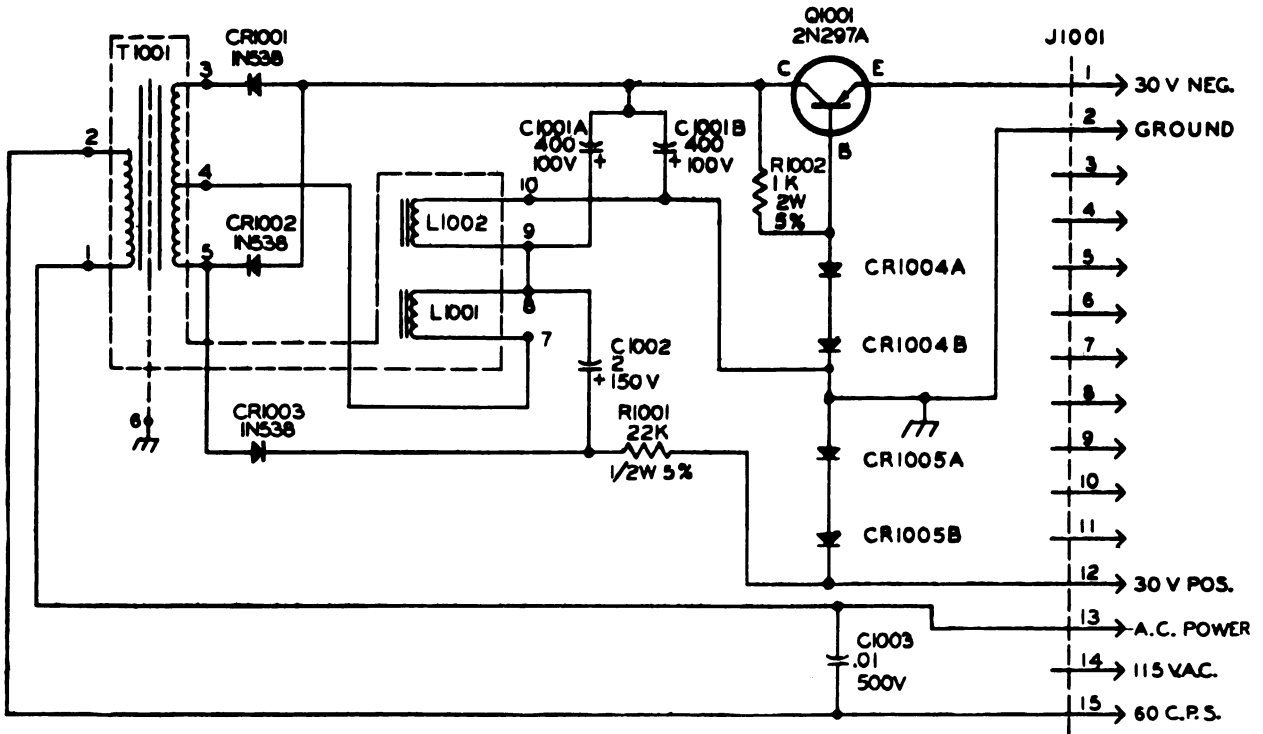 T1001
CR1001
1N538
Q1001
2N297A
J1001
3
C
E
1
30 V NEG.
2
2
GROUND
C1001A
400
100V
+
C1001B
400
100V
+
B
R1002
1 K
2W
5%
3
4
10
4
CR1002
1N538
L1002
9
1
5
CR1004A
5
L1001
8
6
7
CR1004B
7
C1002
2
150 V
+
8
6
CR1003
1N538
R1001
22K
1/2W 5%
CR1005A
9
10
CR1005B
11
12
30 V POS.
13
A.C. POWER
C1003
.01
500V
14
115 V.A.C.
15
60 C.P.S.